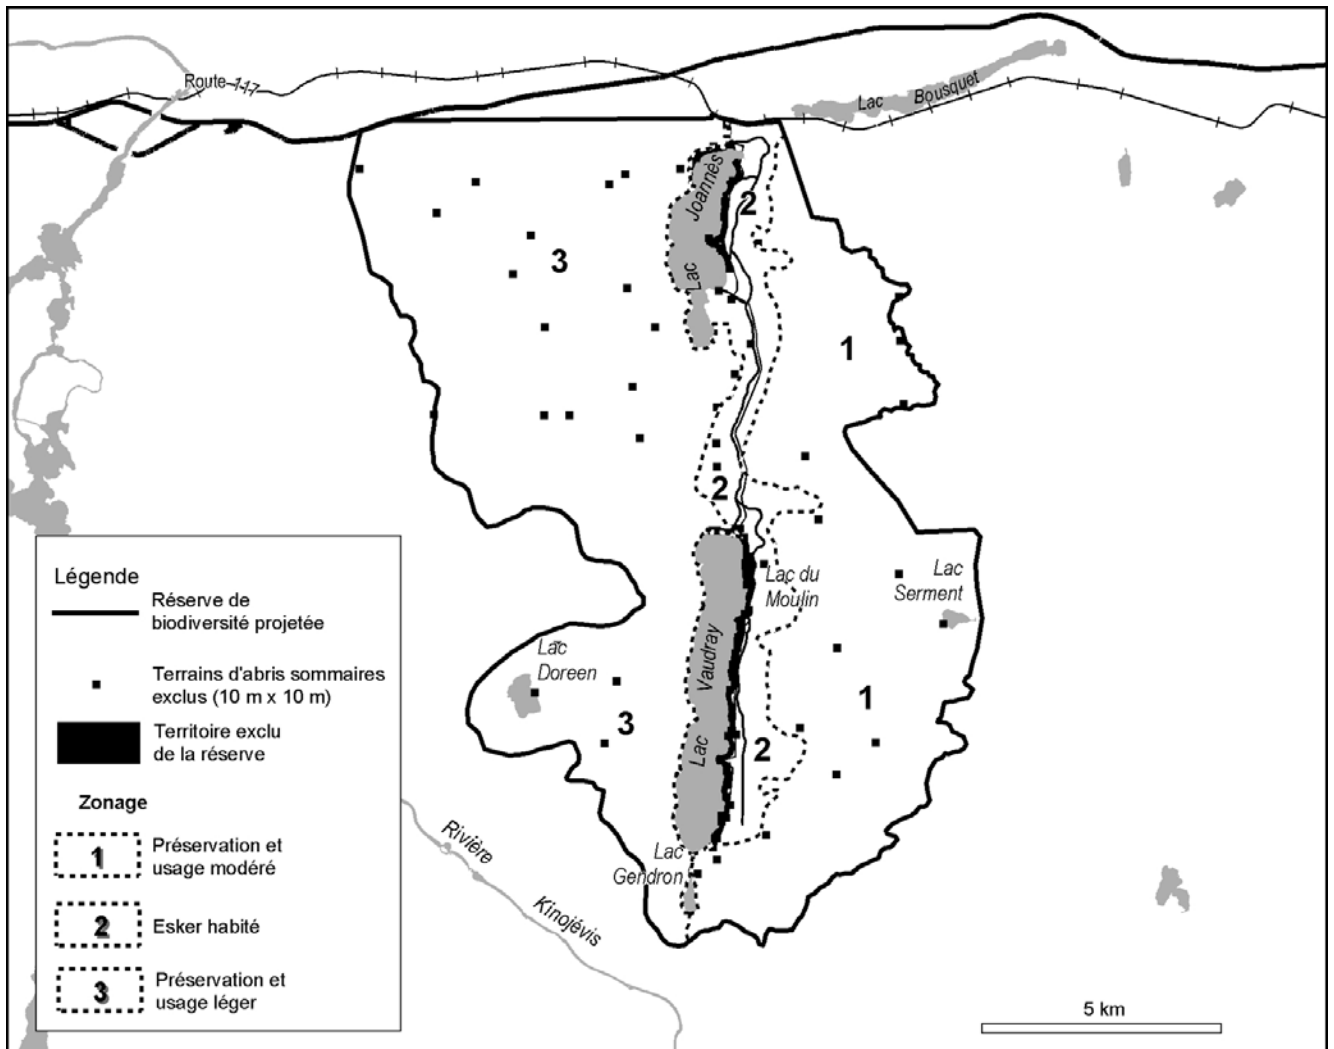 Route 117
Lac Bousquet
Lac Joannès
2
3
1
2
Lac du
Moulin
Lac
Serment
Lac
Doreen
Lac Vaudray
3
1
2
Lac
Gendron
Rivière Kinojévis
Légende
Réserve de
biodiversité projetée
Terrains d'abris sommaires
exclus (10 m x 10 m)
Territoire exclu
de la réserve
Zonage
1
Préservation et
usage modéré
2
Esker habité
3
Préservation et
usage léger
5 km